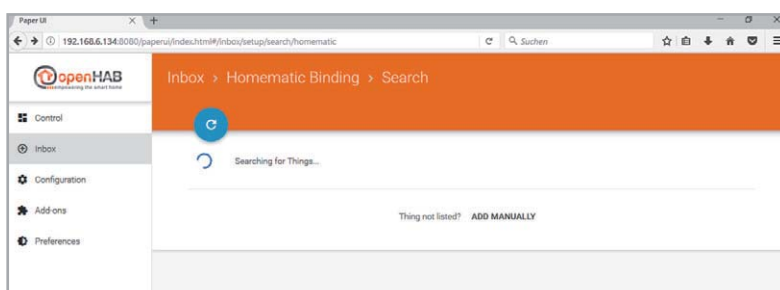 Paper UI
192.168.6.134:8080/paperui/index.html#/inbox/setup/search/homematic
Suchen
openHAB
empowering the smart home
Inbox > Homematic Binding > Search
Control
Inbox
Searching for Things...
Configuration
Add-ons
Thing not listed? ADD MANUALLY
Preferences